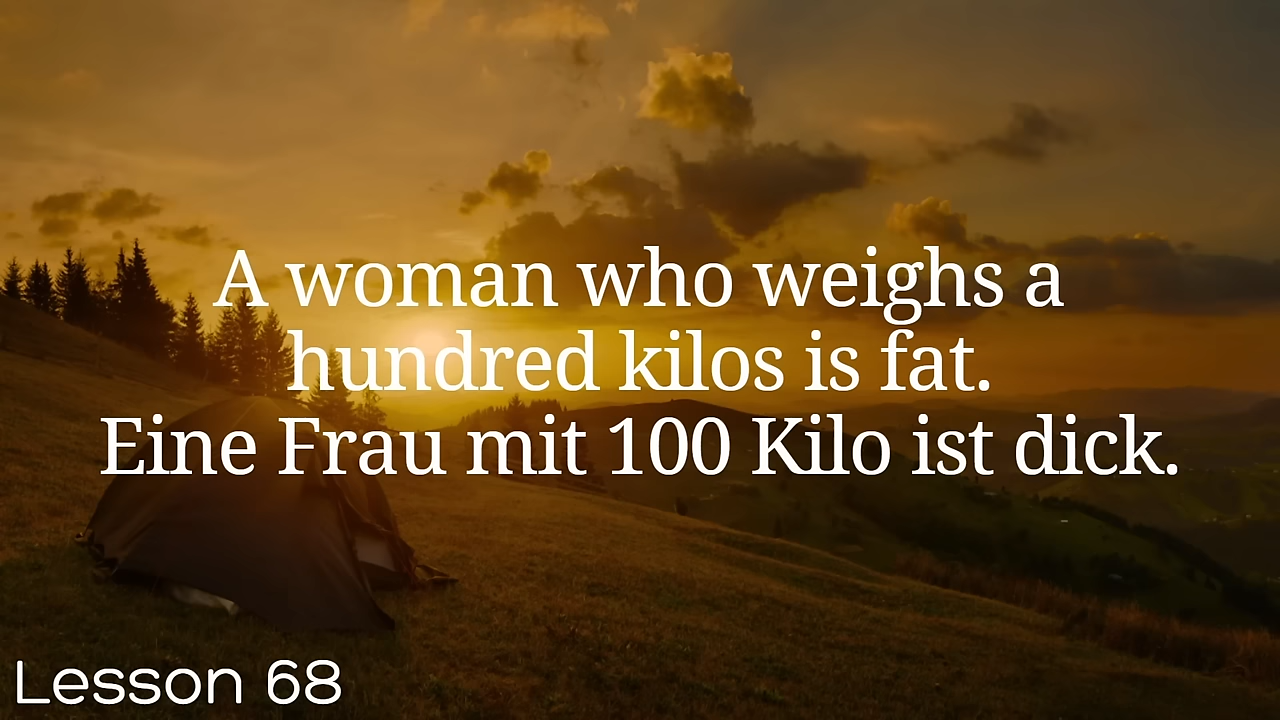 A woman who weighs a
hundred kilos is fat.
Eine Frau mit 100 Kilo ist dick.
Lesson 68